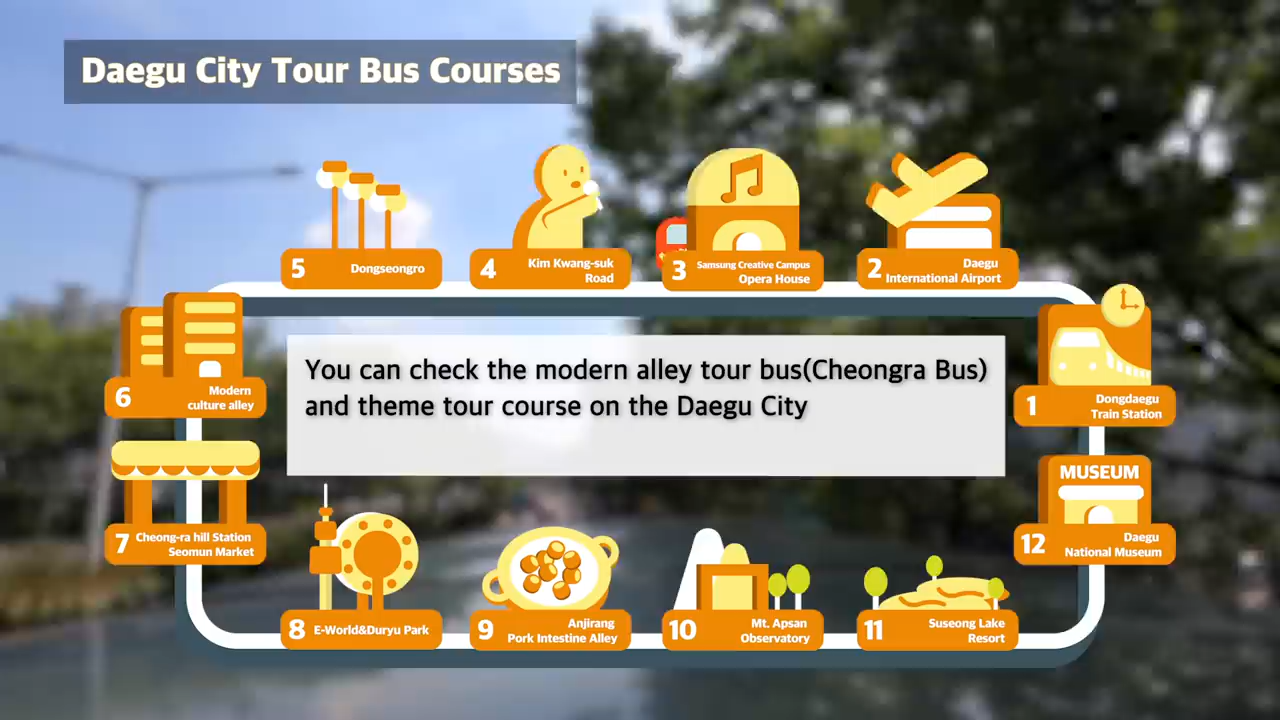 Daegu City Tour Bus Courses
5 Dongseongro
4 Kim Kwang-suk
Road
3 Samsung Creative Campus
Opera House
2 Daegu
International Airport
6 Modern
culture alley
You can check the modern alley tour bus(Cheongra Bus)
and theme tour course on the Daegu City
1 Dongdaegu
Train Station
7 Cheong-ra hill Station
Seomun Market
MUSEUM
12 Daegu
National Museum
8 E-World&Duryu Park
9 Anjirang
Pork Intestine Alley
10 Mt. Apsan
Observatory
11 Suseong Lake
Resort